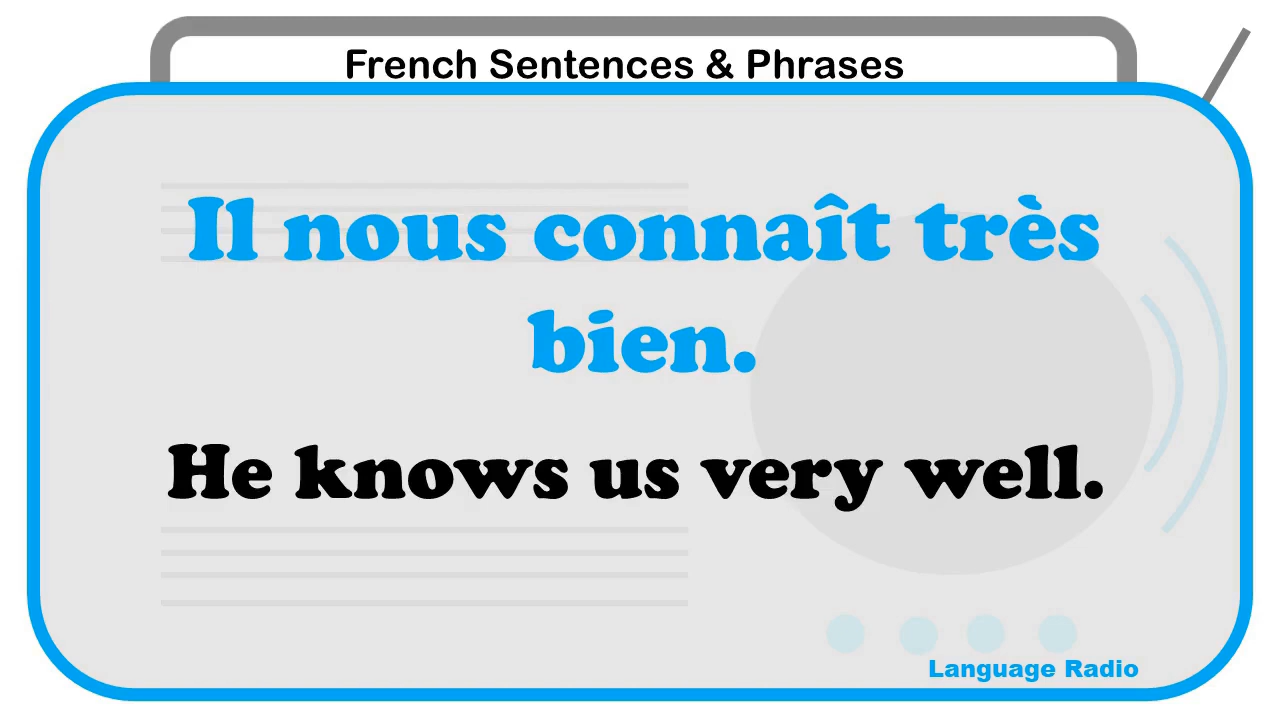 French Sentences & Phrases
Il nous connaît très
bien.
He knows us very well.
Language Radio